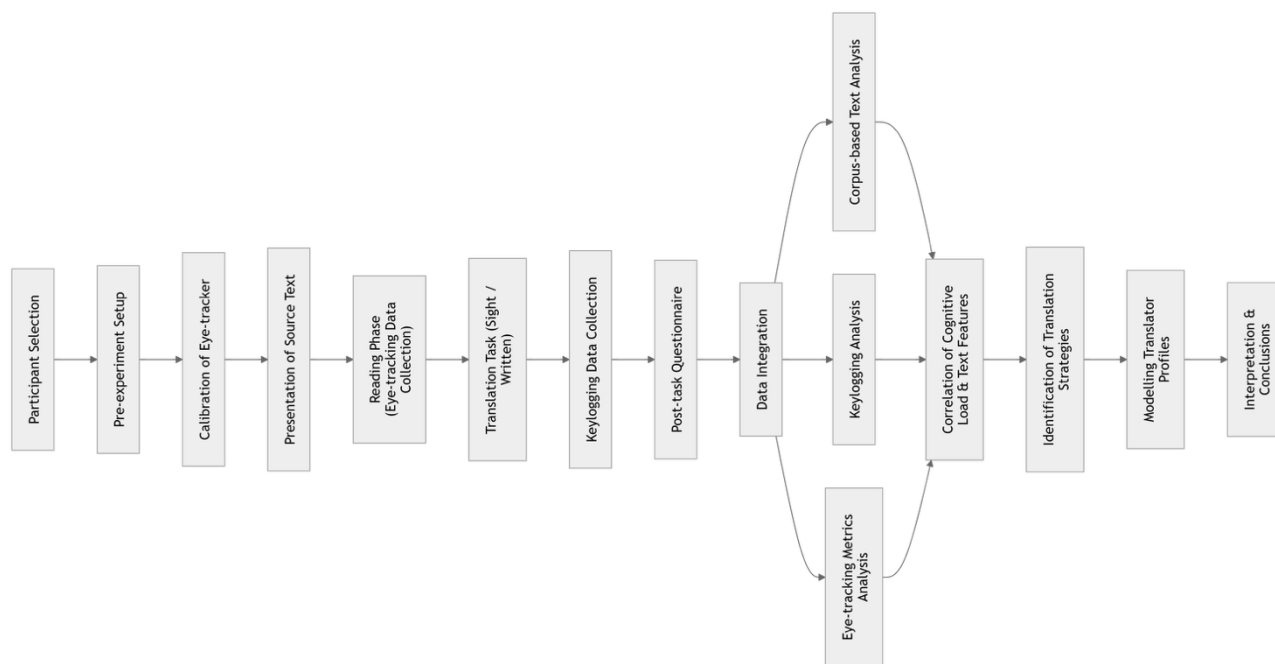 Participant Selection
Pre-experiment Setup
Calibration of Eye-tracker
Presentation of Source Text
Reading Phase
(Eye-tracking Data
Collection)
Translation Task (Sight /
Written)
Keylogging Data Collection
Post-task Questionnaire
Data Integration
Corpus-based Text Analysis
Keylogging Analysis
Eye-tracking Metrics
Analysis
Correlation of Cognitive
Load & Text Features
Identification of Translation
Strategies
Modelling Translator
Profiles
Interpretation &
Conclusions